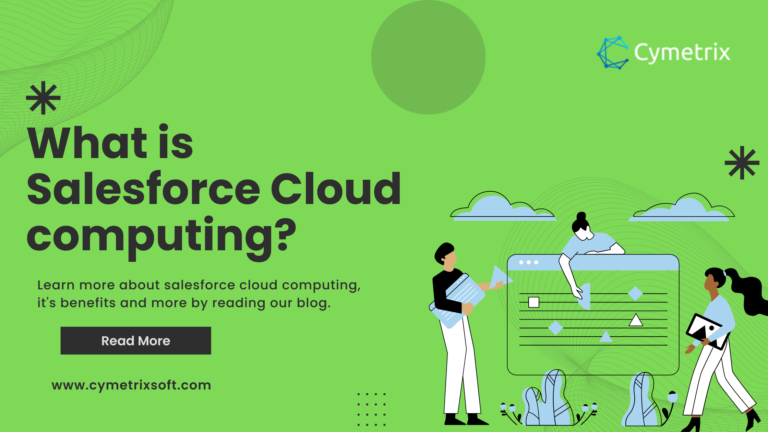 Cymetrix
What is
Salesforce Cloud
computing?
Learn more about salesforce cloud computing,
it's benefits and more by reading our blog.
Read More
www.cymetrixsoft.com